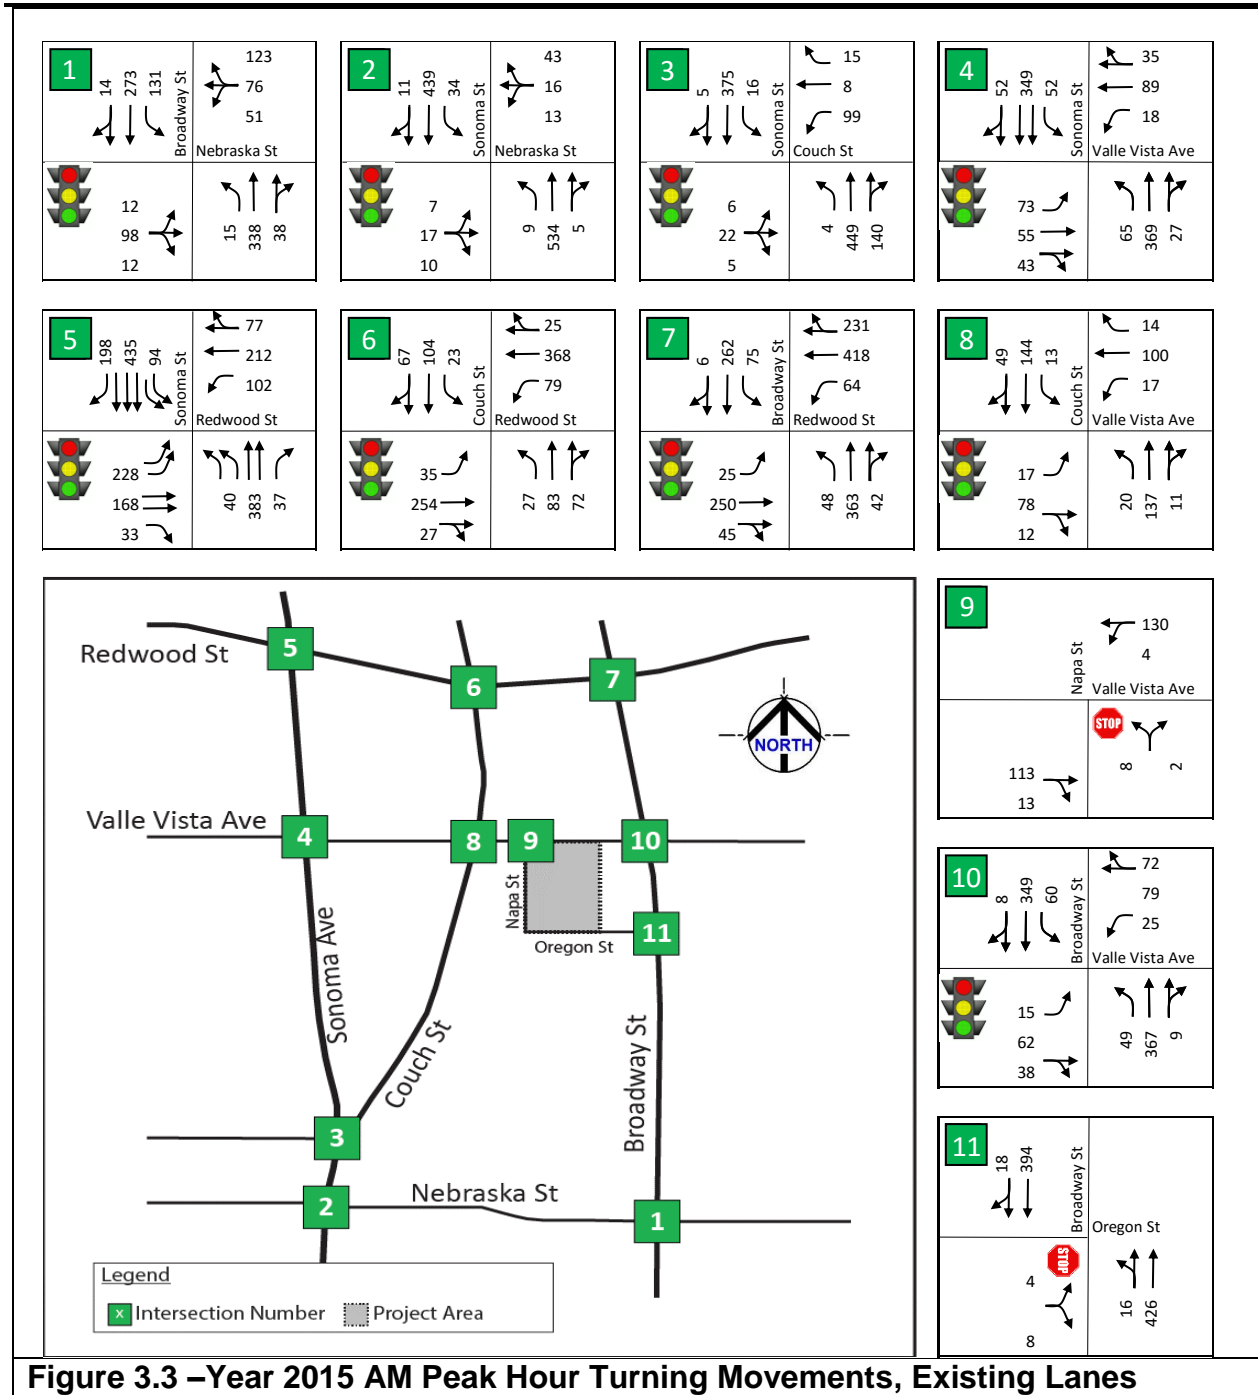 1
14 273 131
Broadway St
123
76
51
Nebraska St
12
98
12
15 338 38
2
11 439 34
Sonoma St
43
16
13
Nebraska St
7
17
10
9 534 5
3
5 375 16
Sonoma St
15
8
99
Couch St
6
22
5
4 449 140
4
52 349 52
Sonoma St
35
89
18
Valle Vista Ave
73
55
43
65 369 27
5
198 435 94
Sonoma St
77
212
102
Redwood St
228
168
33
40 383 37
6
67 104 23
Couch St
25
368
79
Redwood St
35
254
27
27 83 72
7
6 262 75
Broadway St
231
418
64
Redwood St
25
250
45
48 363 42
8
49 144 13
Couch St
14
100
17
Valle Vista Ave
17
78
12
20 137 11
Redwood St
5
6
7
NORTH
Valle Vista Ave
4
8
9
10
Napa St
Oregon St
11
Sonoma Ave
Couch St
Broadway St
3
2
Nebraska St
1
Legend
x Intersection Number
Project Area
9
Napa St
130
4
Valle Vista Ave
STOP
113
13
8 2
10
8 349 60
Broadway St
72
79
25
Valle Vista Ave
15
62
38
49 367 9
11
18 394
Broadway St
Oregon St
STOP
4
8
16 426
Figure 3.3 –Year 2015 AM Peak Hour Turning Movements, Existing Lanes